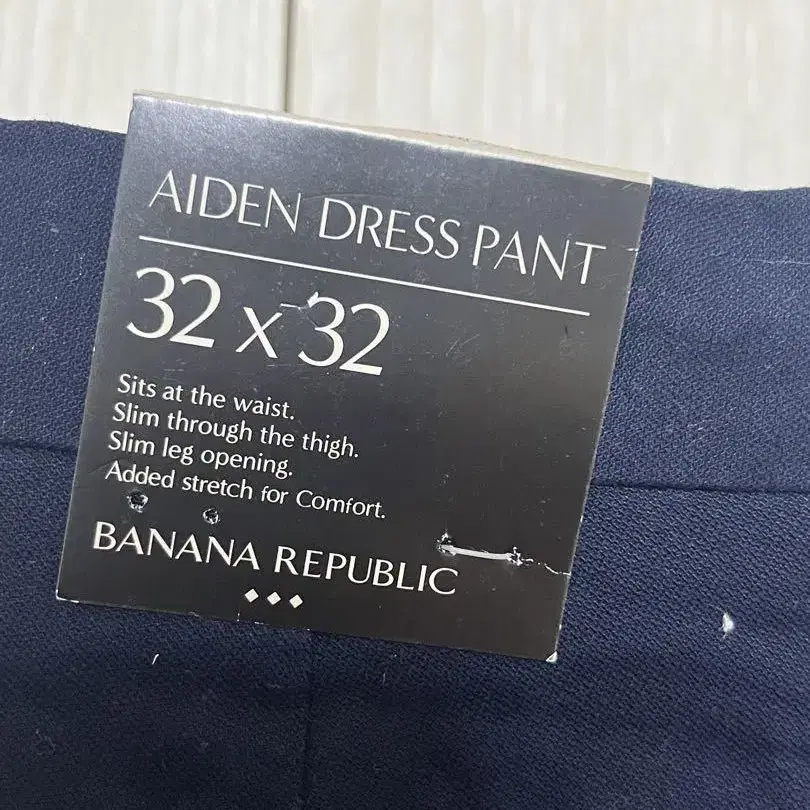 AIDEN DRESS PANT
32 x 32
Sits at the waist.
Slim through the thigh.
Slim leg opening.
Added stretch for Comfort.
BANANA REPUBLIC